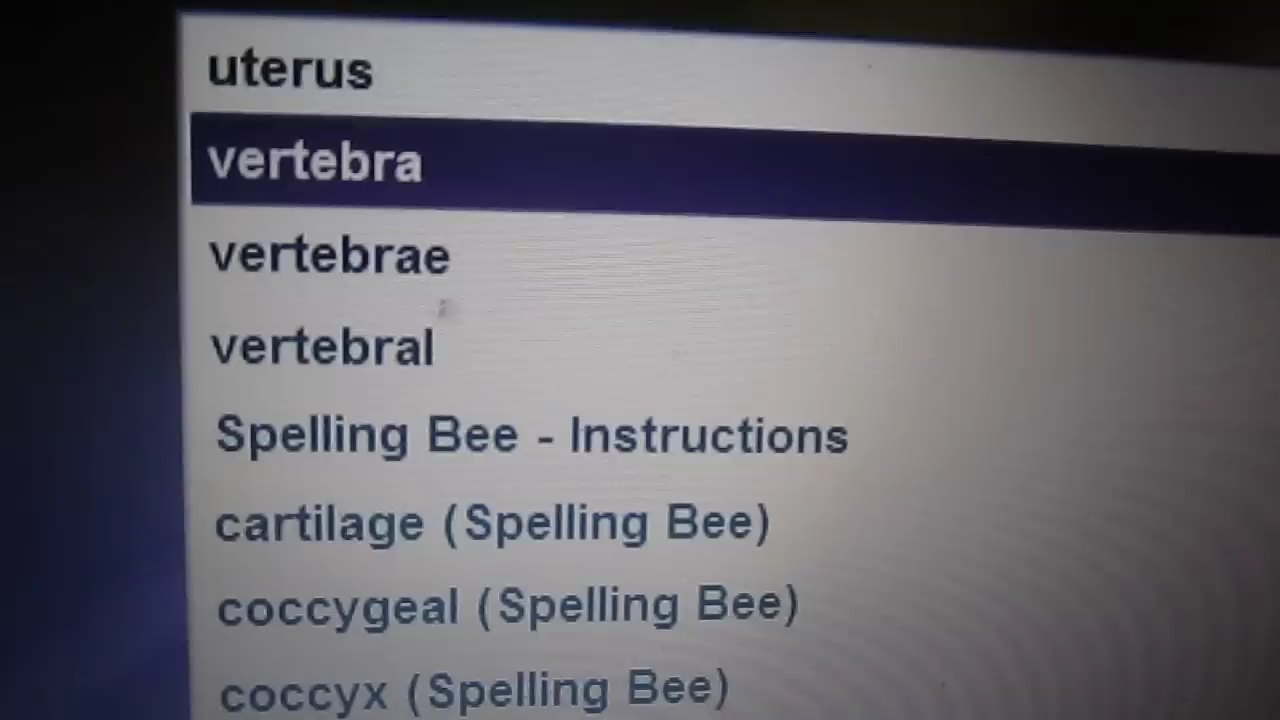 uterus
vertebra
vertebrae
vertebral
Spelling Bee - Instructions
cartilage (Spelling Bee)
coccygeal (Spelling Bee)
coccyx (Spelling Bee)